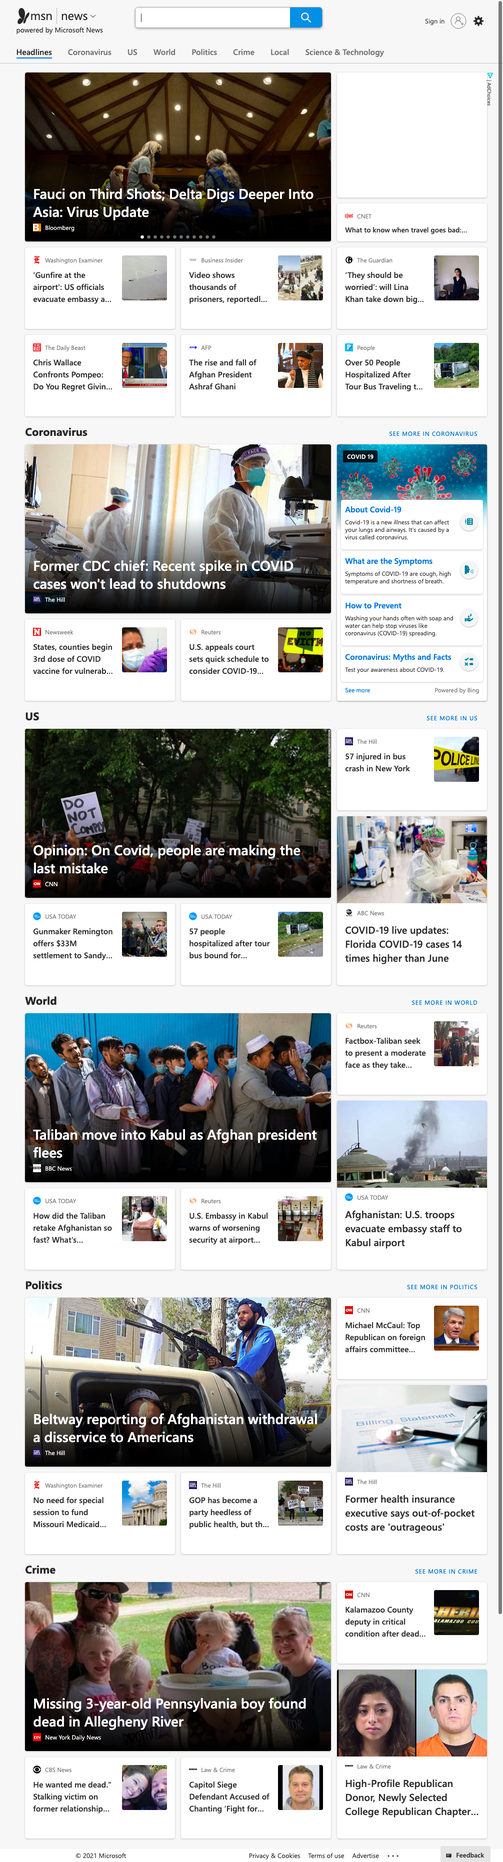 msn | news
powered by Microsoft News
Sign in
Headlines
Coronavirus
US
World
Politics
Crime
Local
Science & Technology
AdChoices
Fauci on Third Shots; Delta Digs Deeper Into
Asia: Virus Update
Bloomberg
CNET
What to know when travel goes bad:...
Washington Examiner
'Gunfire at the
airport': US officials
evacuate embassy a...
Business Insider
Video shows
thousands of
prisoners, reportedl...
The Guardian
'They should be
worried': will Lina
Khan take down big...
The Daily Beast
Chris Wallace
Confronts Pompeo:
Do You Regret Givin...
AFP
The rise and fall of
Afghan President
Ashraf Ghani
People
Over 50 People
Hospitalized After
Tour Bus Traveling t...
Coronavirus
SEE MORE IN CORONAVIRUS
Former CDC chief: Recent spike in COVID
cases won't lead to shutdowns
The Hill
COVID 19
About Covid-19
Covid-19 is a new illness that can affect
your lungs and airways. It's caused by a
virus called coronavirus.
What are the Symptoms
Symptoms of COVID-19 are cough, high
temperature and shortness of breath.
How to Prevent
Washing your hands often with soap and
water can help stop viruses like
coronavirus (COVID-19) spreading.
Coronavirus: Myths and Facts
Test your awareness about COVID-19.
See more
Powered by Bing
Newsweek
States, counties begin
3rd dose of COVID
vaccine for vulnerab...
Reuters
U.S. appeals court
sets quick schedule to
consider COVID-19...
EVICTIO
US
SEE MORE IN US
DO
NOT
Opinion: On Covid, people are making the
last mistake
CNN
The Hill
57 injured in bus
crash in New York
POLICE LIN
ABC News
COVID-19 live updates:
Florida COVID-19 cases 14
times higher than June
USA TODAY
Gunmaker Remington
offers $33M
settlement to Sandy...
USA TODAY
57 people
hospitalized after tour
bus bound for...
World
SEE MORE IN WORLD
Taliban move into Kabul as Afghan president
flees
BBC News
Reuters
Factbox-Taliban seek
to present a moderate
face as they take...
USA TODAY
Afghanistan: U.S. troops
evacuate embassy staff to
Kabul airport
USA TODAY
How did the Taliban
retake Afghanistan so
fast? What's...
Reuters
U.S. Embassy in Kabul
warns of worsening
security at airport...
Politics
SEE MORE IN POLITICS
Beltway reporting of Afghanistan withdrawal
a disservice to Americans
The Hill
CNN
Michael McCaul: Top
Republican on foreign
affairs committee...
Billing Statement
The Hill
Former health insurance
executive says out-of-pocket
costs are 'outrageous'
Washington Examiner
No need for special
session to fund
Missouri Medicaid...
The Hill
GOP has become a
party heedless of
public health, but th...
Crime
SEE MORE IN CRIME
Missing 3-year-old Pennsylvania boy found
dead in Allegheny River
New York Daily News
CNN
Kalamazoo County
deputy in critical
condition after dead...
Law & Crime
High-Profile Republican
Donor, Newly Selected
College Republican Chapter...
CBS News
He wanted me dead."
Stalking victim on
former relationship...
Law & Crime
Capitol Siege
Defendant Accused of
Chanting 'Fight for...
© 2021 Microsoft
Privacy & Cookies
Terms of use
Advertise
Feedback